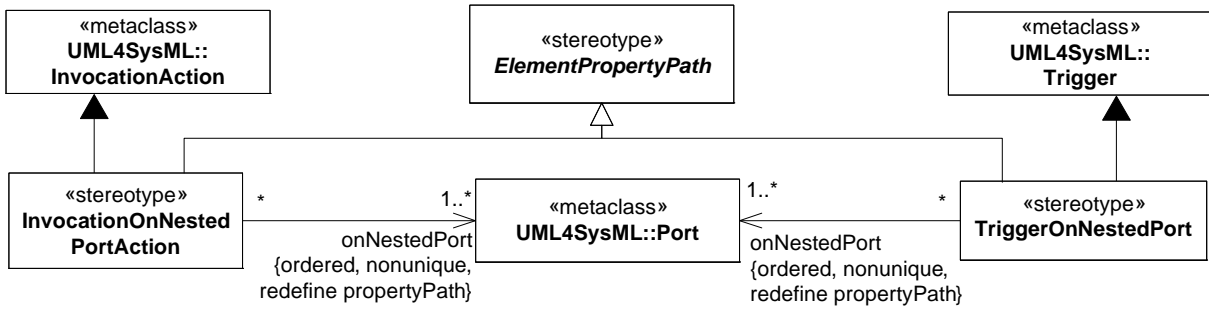 «metaclass»
UML4SysML::
InvocationAction
«stereotype»
ElementPropertyPath
«metaclass»
UML4SysML::
Trigger
«stereotype»
InvocationOnNested
PortAction
*
1..*
onNestedPort
{ordered, nonunique,
redefine propertyPath}
«metaclass»
UML4SysML::Port
1..*
*
onNestedPort
{ordered, nonunique,
redefine propertyPath}
«stereotype»
TriggerOnNestedPort